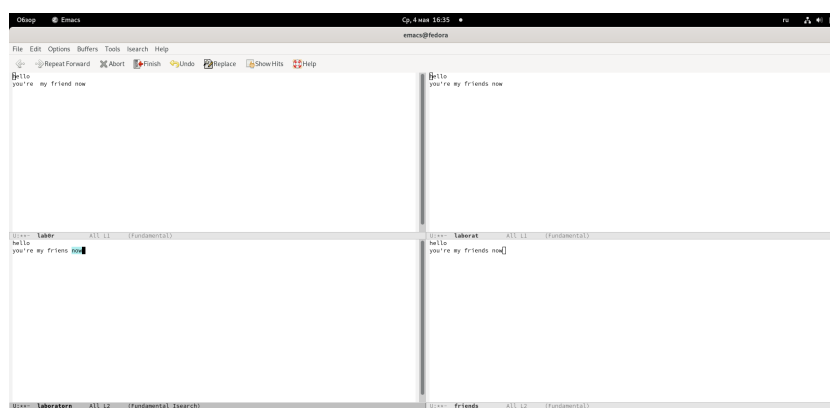 Обзор Emacs Ср, 4 мая 16:35 ru
emacs@fedora
File Edit Options Buffers Tools Isearch Help
Repeat Forward Abort Finish Undo Replace Show Hits Help
Hello
you're my friend now
U:**- lab0r All L1 (Fundamental)
Hello
you're my friends now
U:**- laborat All L1 (Fundamental)
hello
you're my friens now
U:**- laboratorn All L2 (Fundamental Isearch)
hello
you're my friends now
U:**- friends All L2 (Fundamental)